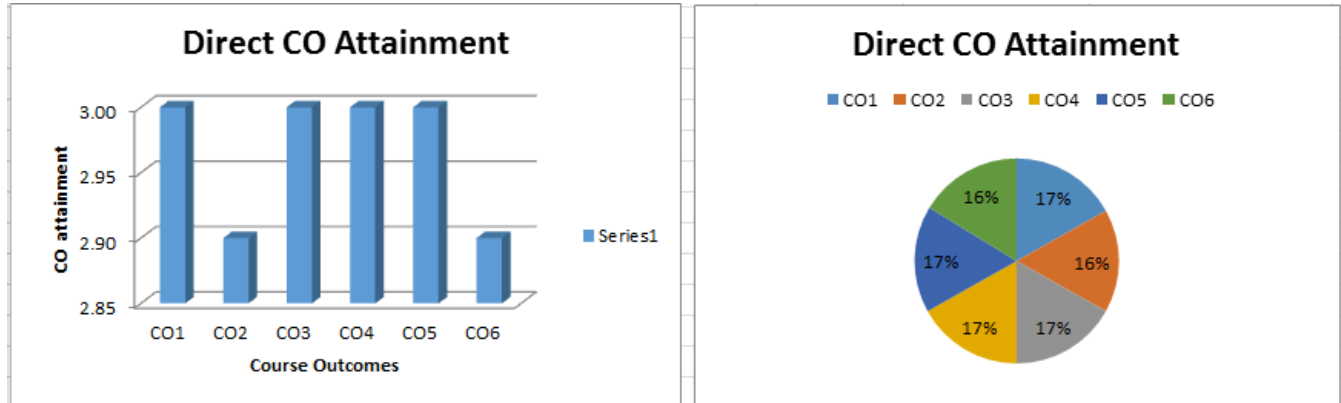 Direct CO Attainment
3.00
2.95
2.90
2.85
CO attainment
CO1 CO2 CO3 CO4 CO5 CO6
Course Outcomes
Series1
Direct CO Attainment
CO1 CO2 CO3 CO4 CO5 CO6
16% 17%
17% 16%
17% 17%